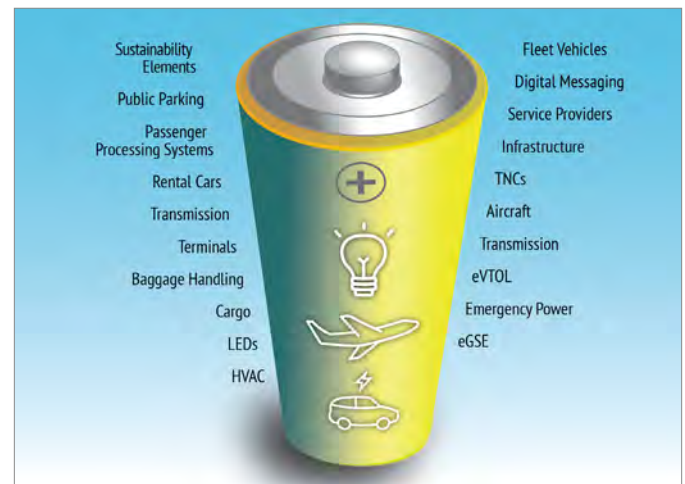 Sustainability
Elements
Public Parking
Passenger
Processing Systems
Rental Cars
Transmission
Terminals
Baggage Handling
Cargo
LEDs
HVAC
Fleet Vehicles
Digital Messaging
Service Providers
Infrastructure
TNCs
Aircraft
Transmission
eVTOL
Emergency Power
eGSE